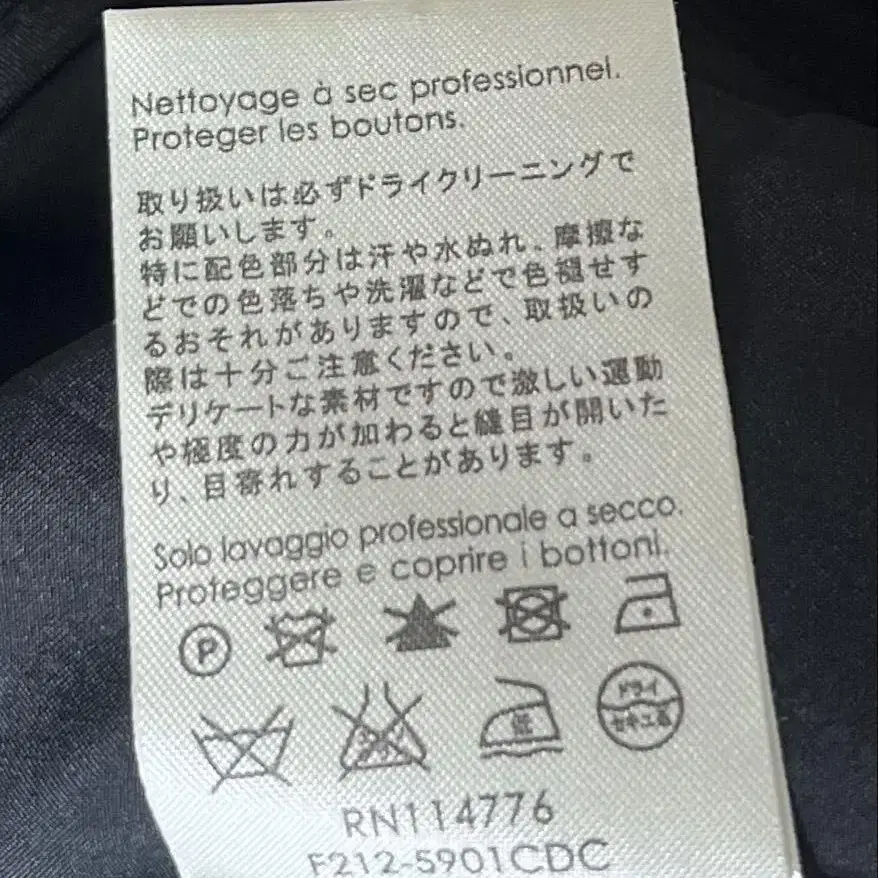 Nettoyage à sec professionnel.
Proteger les boutons.
取り扱いは必ずドライクリーニングで
お願いします。
特に配色部分は汗や水ぬれ、摩擦な
どでの色落ちや洗濯などで色褪せす
るおそれがありますので、取扱いの
際は十分ご注意ください。
デリケートな素材ですので激しい運動
や極度の力が加わると縫目が開いた
り、目寄れすることがあります。
Solo lavaggio professionale a secco.
Proteggere e coprire i bottoni.
P
低
ドライ
セキユ系
RN114776
F212-5901CDC